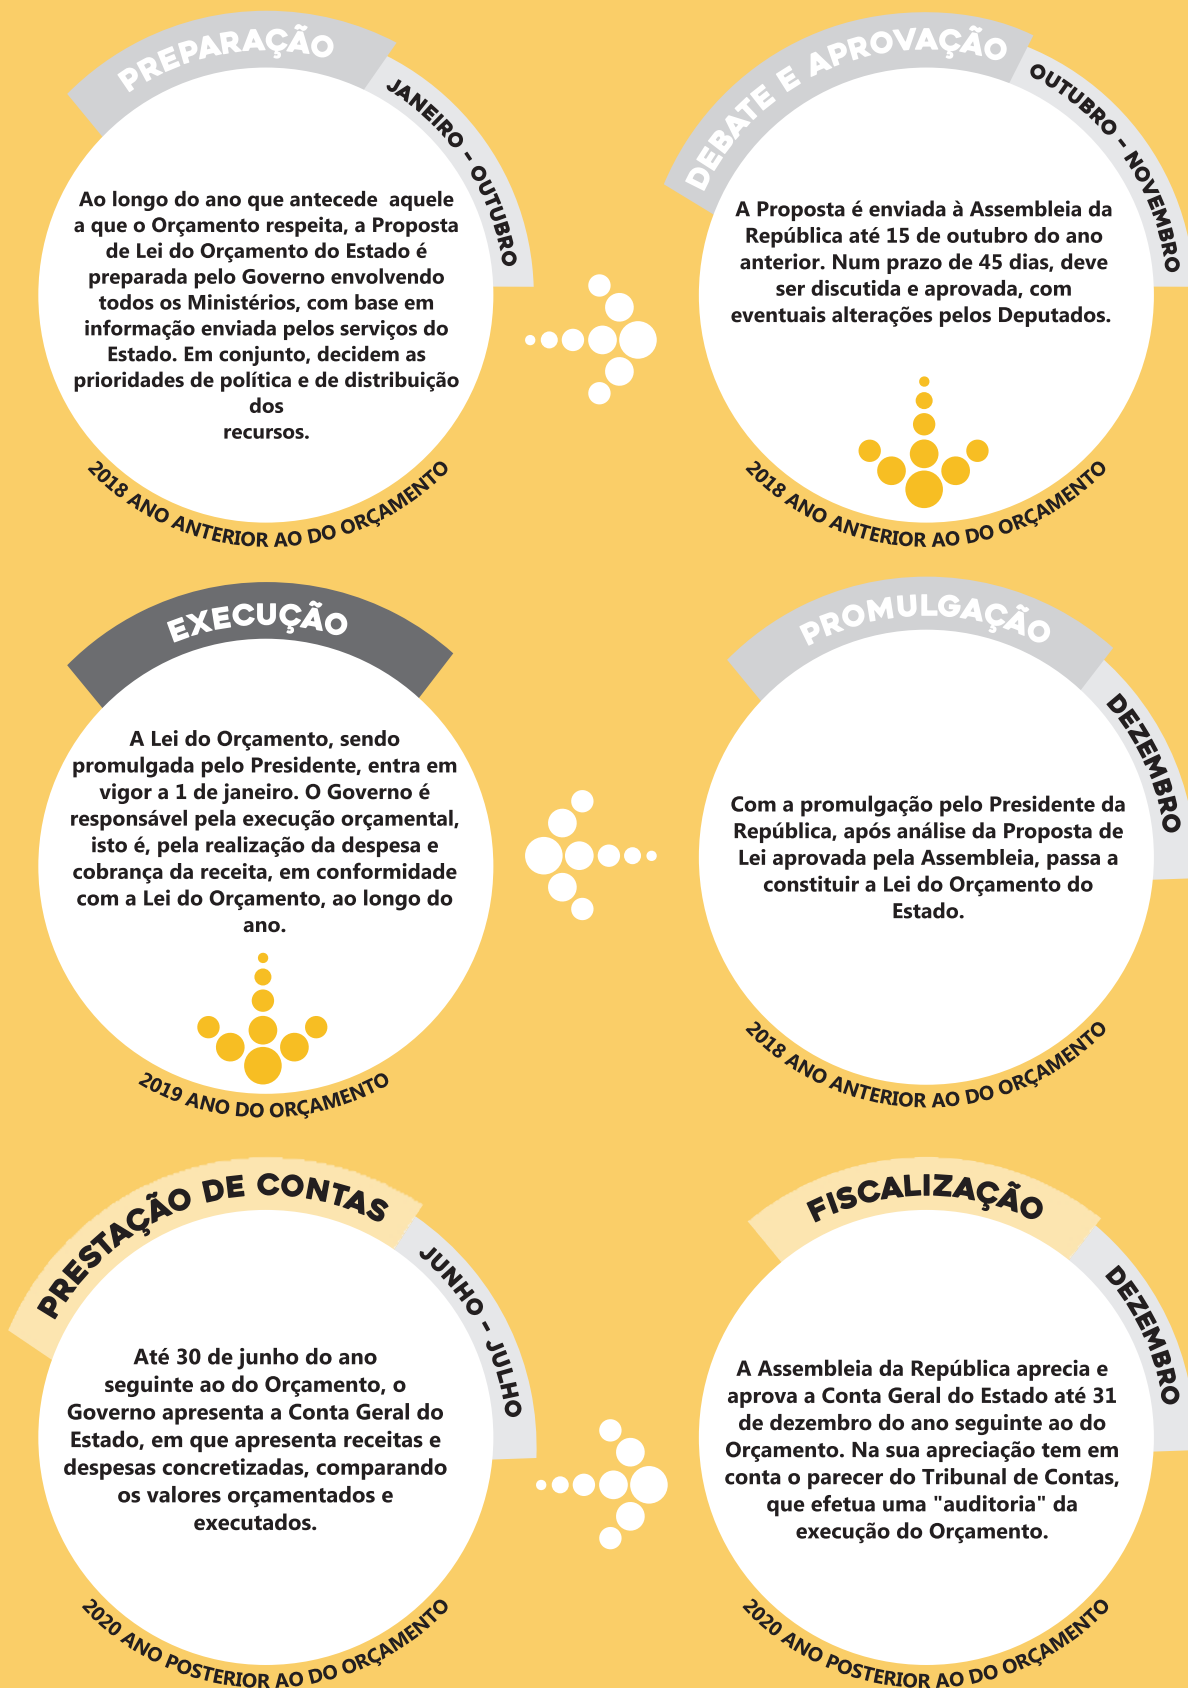 PREPARAÇÃO
JANEIRO - OUTUBRO
Ao longo do ano que antecede aquele
a que o Orçamento respeita, a Proposta
de Lei do Orçamento do Estado é
preparada pelo Governo envolvendo
todos os Ministérios, com base em
informação enviada pelos serviços do
Estado. Em conjunto, decidem as
prioridades de política e de distribuição
dos
recursos.
2018 ANO ANTERIOR AO DO ORÇAMENTO
DEBATE E APROVAÇÃO
OUTUBRO - NOVEMBRO
A Proposta é enviada à Assembleia da
República até 15 de outubro do ano
anterior. Num prazo de 45 dias, deve
ser discutida e aprovada, com
eventuais alterações pelos Deputados.
2018 ANO ANTERIOR AO DO ORÇAMENTO
PROMULGAÇÃO
DEZEMBRO
Com a promulgação pelo Presidente da
República, após análise da Proposta de
Lei aprovada pela Assembleia, passa a
constituir a Lei do Orçamento do
Estado.
2018 ANO ANTERIOR AO DO ORÇAMENTO
EXECUÇÃO
A Lei do Orçamento, sendo
promulgada pelo Presidente, entra em
vigor a 1 de janeiro. O Governo é
responsável pela execução orçamental,
isto é, pela realização da despesa e
cobrança da receita, em conformidade
com a Lei do Orçamento, ao longo do
ano.
2019 ANO DO ORÇAMENTO
PRESTAÇÃO DE CONTAS
JUNHO - JULHO
Até 30 de junho do ano
seguinte ao do Orçamento, o
Governo apresenta a Conta Geral do
Estado, em que apresenta receitas e
despesas concretizadas, comparando
os valores orçamentados e
executados.
2020 ANO POSTERIOR AO DO ORÇAMENTO
FISCALIZAÇÃO
DEZEMBRO
A Assembleia da República aprecia e
aprova a Conta Geral do Estado até 31
de dezembro do ano seguinte ao do
Orçamento. Na sua apreciação tem em
conta o parecer do Tribunal de Contas,
que efetua uma "auditoria" da
execução do Orçamento.
2020 ANO POSTERIOR AO DO ORÇAMENTO